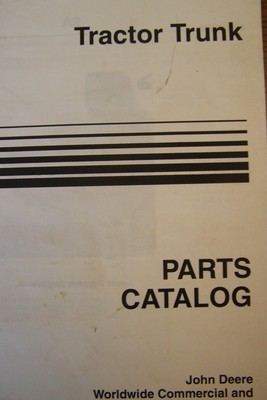 Tractor Trunk
PARTS
CATALOG
John Deere
Worldwide Commercial and